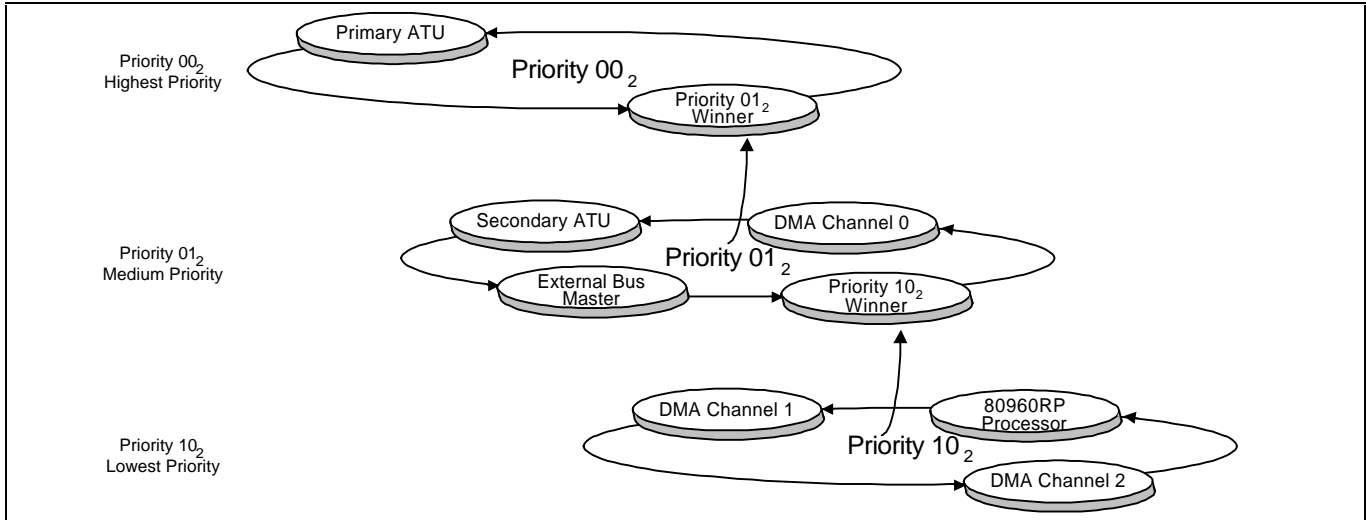 Primary ATU
Priority 00₂
Highest Priority
Priority 00₂
Priority 01₂
Winner
Secondary ATU
DMA Channel 0
Priority 01₂
Medium Priority
Priority 01₂
External Bus
Master
Priority 10₂
Winner
DMA Channel 1
80960RP
Processor
Priority 10₂
Lowest Priority
Priority 10₂
DMA Channel 2